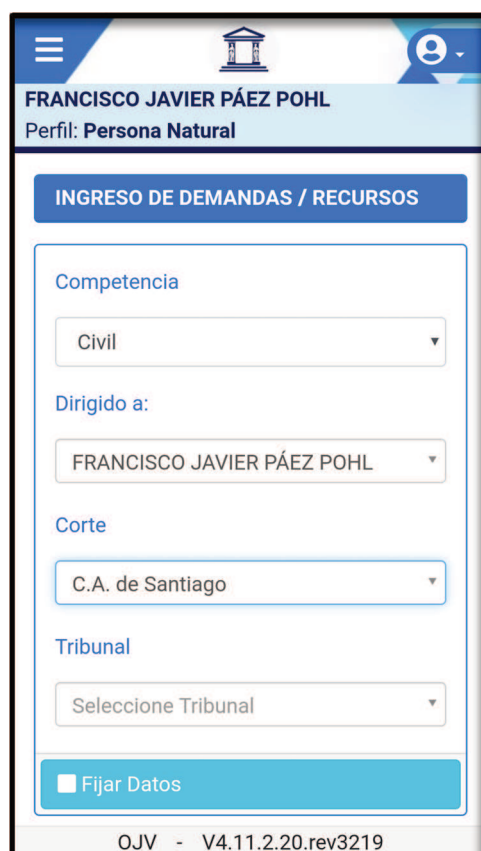 FRANCISCO JAVIER PÁEZ POHL
Perfil: Persona Natural
INGRESO DE DEMANDAS / RECURSOS
Competencia
Civil
Dirigido a:
FRANCISCO JAVIER PÁEZ POHL
Corte
C.A. de Santiago
Tribunal
Seleccione Tribunal
Fijar Datos
OJV - V4.11.2.20.rev3219